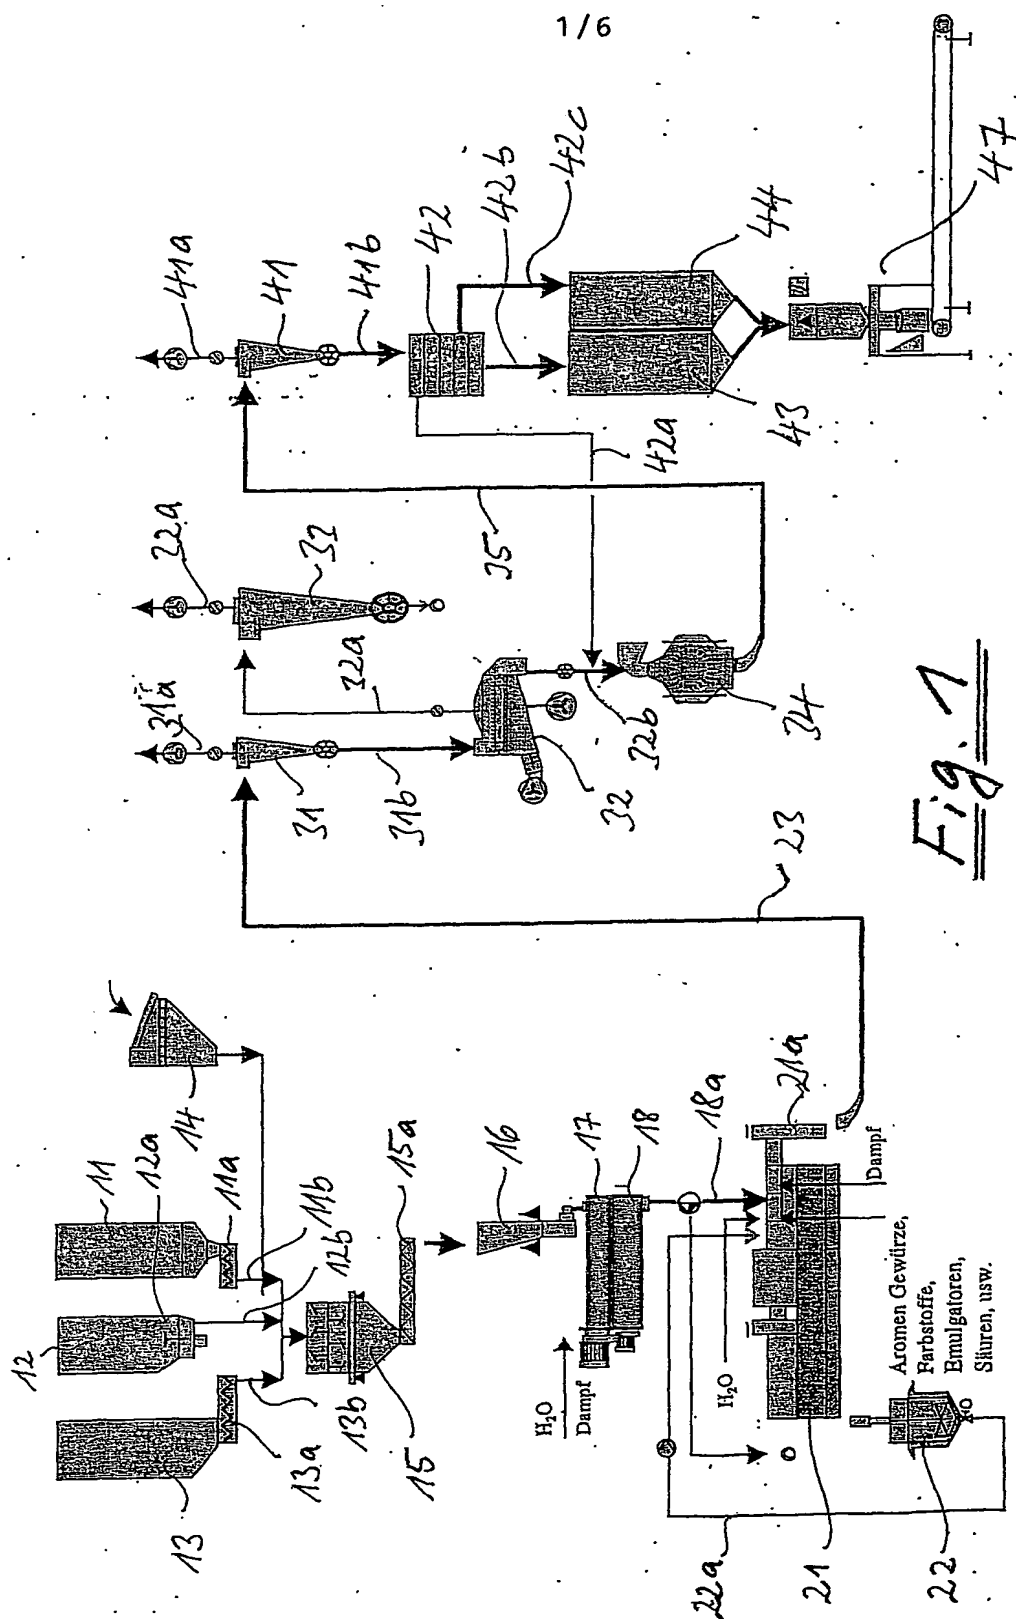 1/6
41a
41
41b
42
42b
42c
44
43
47
42a
35
22a
32
32a
31a
31
31b
32
32b
34
23
Fig. 1
14
11
12a
11a
11b
12b
12
13
13a
13b
15
15a
16
17
18
18a
21a
H₂O
Dampf
H₂O
Dampf
Aromen Gewürze,
Farbstoffe,
Emulgatoren,
Säuren, usw.
22a
21
22